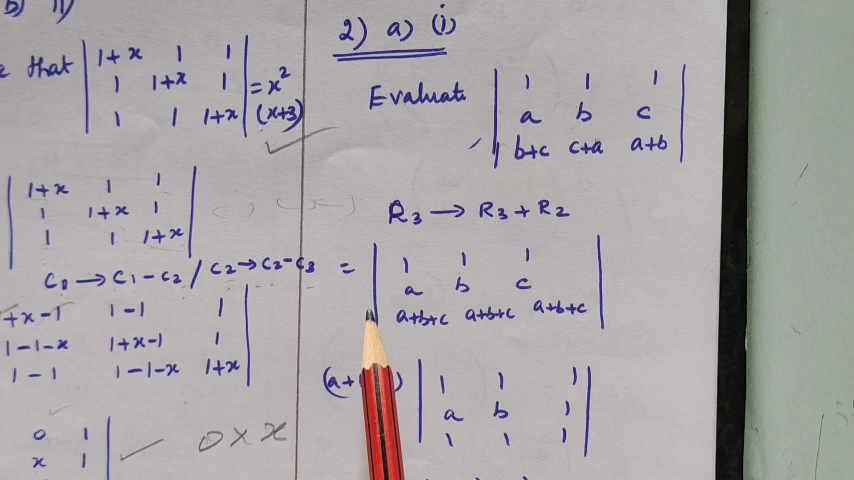 b) ii)
e that | 1+x 1 1 |
| 1 1+x 1 | = x²
| 1 1 1+x | (x+3)
| 1+x 1 1 |
| 1 1+x 1 |
| 1 1 1+x |
C₁ → C₁-C₂ / C₂→C₂-C₃
+x-1 1-1 1 |
1-1-x 1+x-1 1 |
1-1 1-1-x 1+x |
0 1 |
x 1 |
0 x x
2) a) (i)
Evaluate | 1 1 1 |
| a b c |
| b+c c+a a+b |
R₃ → R₃+R₂
= | 1 1 1 |
| a b c |
| a+b+c a+b+c a+b+c |
(a+ ) | 1 1 1 |
| a b 1 |
| 1 1 1 |